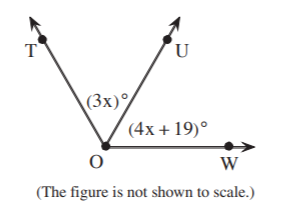 T U
(3x)°
(4x + 19)°
O W
(The figure is not shown to scale.)